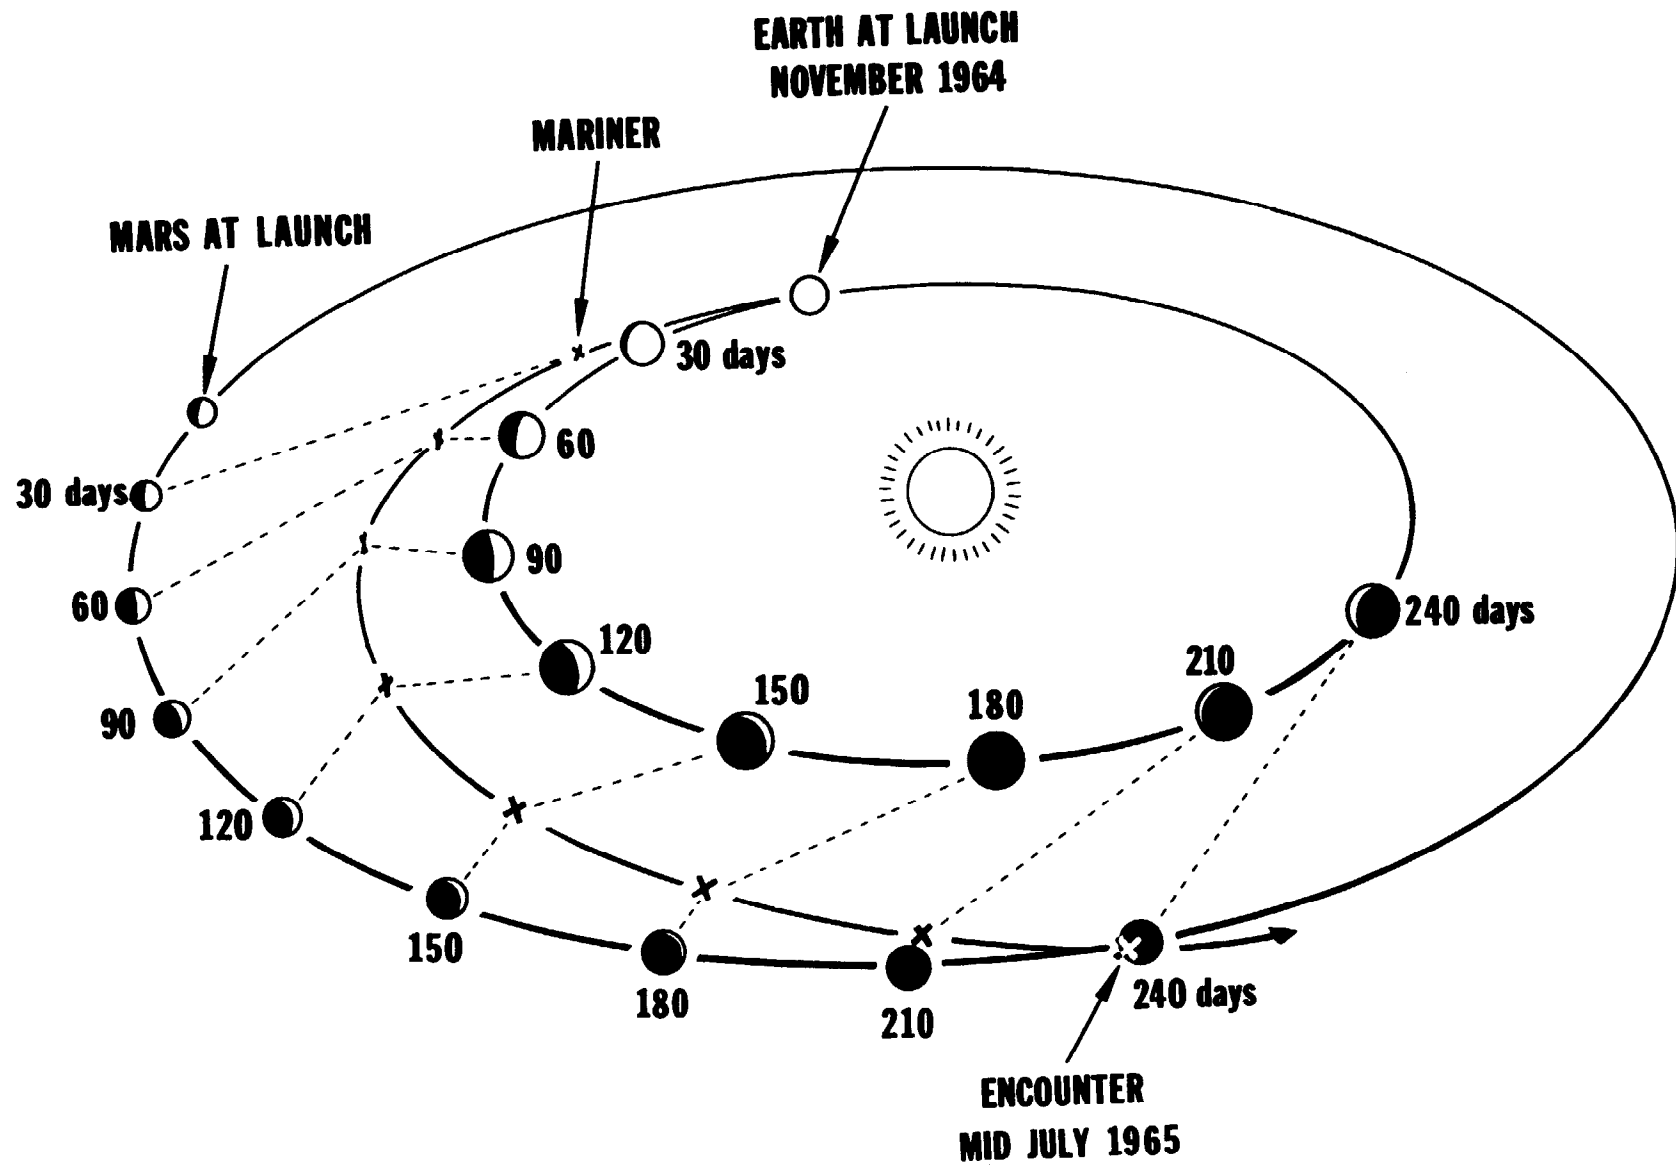 EARTH AT LAUNCH
NOVEMBER 1964
MARINER
MARS AT LAUNCH
30 days
60
30 days
90
60
120
240 days
210
150
180
90
120
150
180
210
240 days
ENCOUNTER
MID JULY 1965